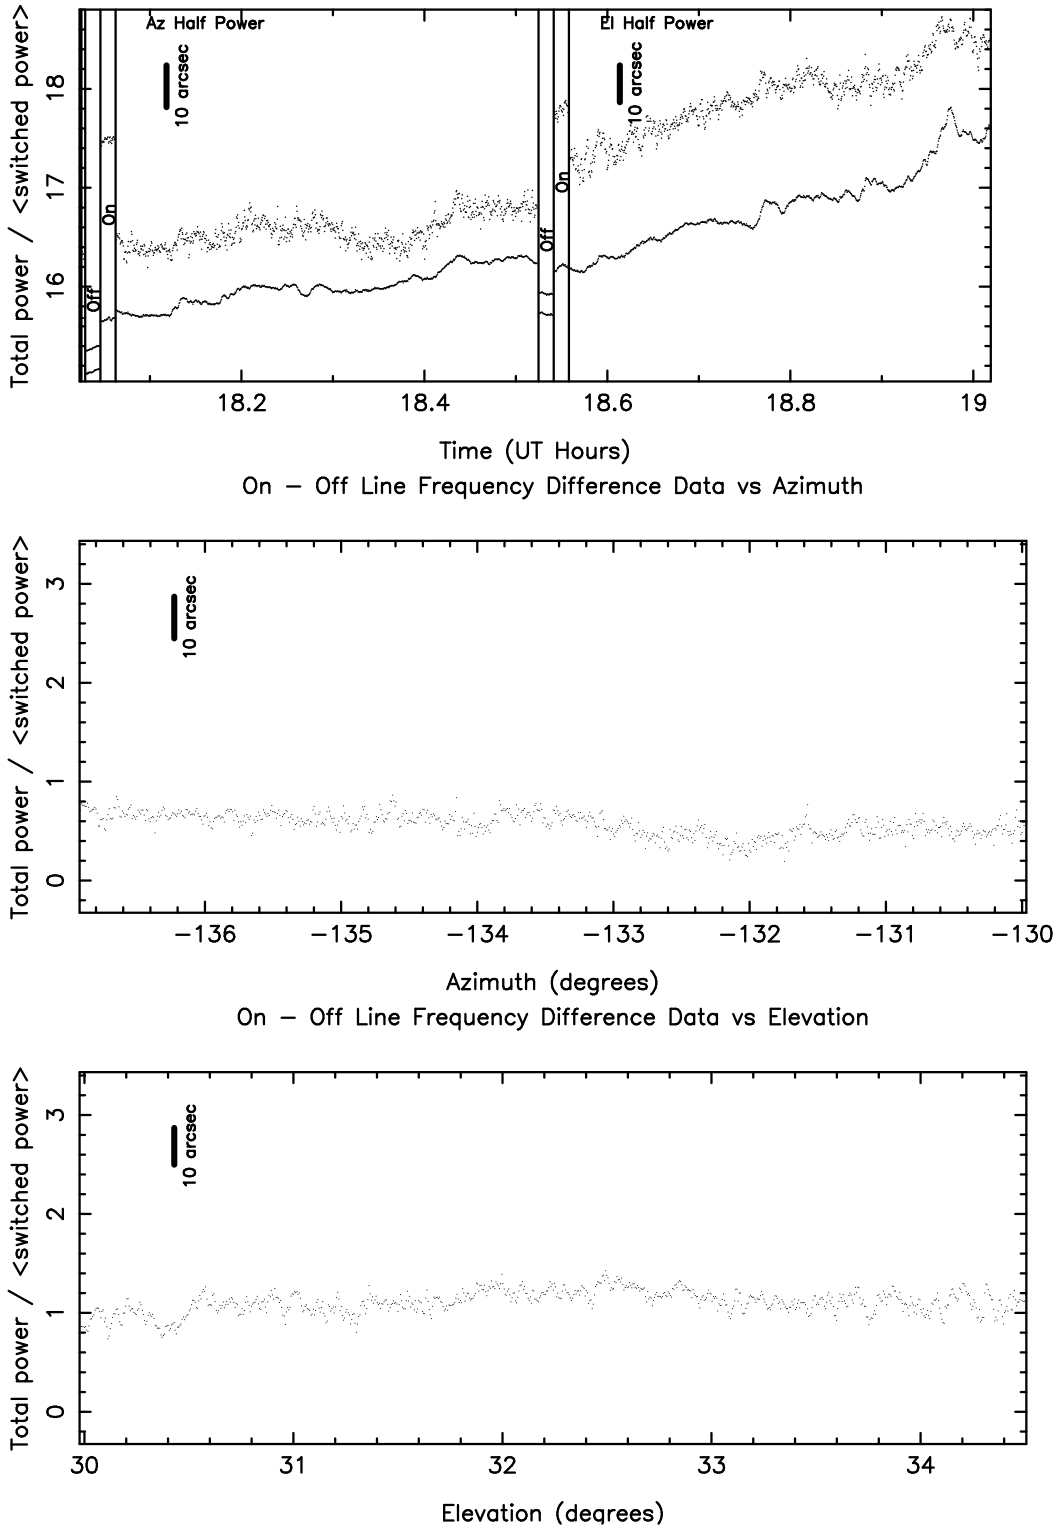 Az Half Power
El Half Power
10 arcsec
10 arcsec
Off
On
Off
On
Total power / <switched power>
18
17
16
18.2 18.4 18.6 18.8 19
Time (UT Hours)
On − Off Line Frequency Difference Data vs Azimuth
10 arcsec
Total power / <switched power>
3
2
1
0
−136 −135 −134 −133 −132 −131 −130
Azimuth (degrees)
On − Off Line Frequency Difference Data vs Elevation
10 arcsec
Total power / <switched power>
3
2
1
0
30 31 32 33 34
Elevation (degrees)